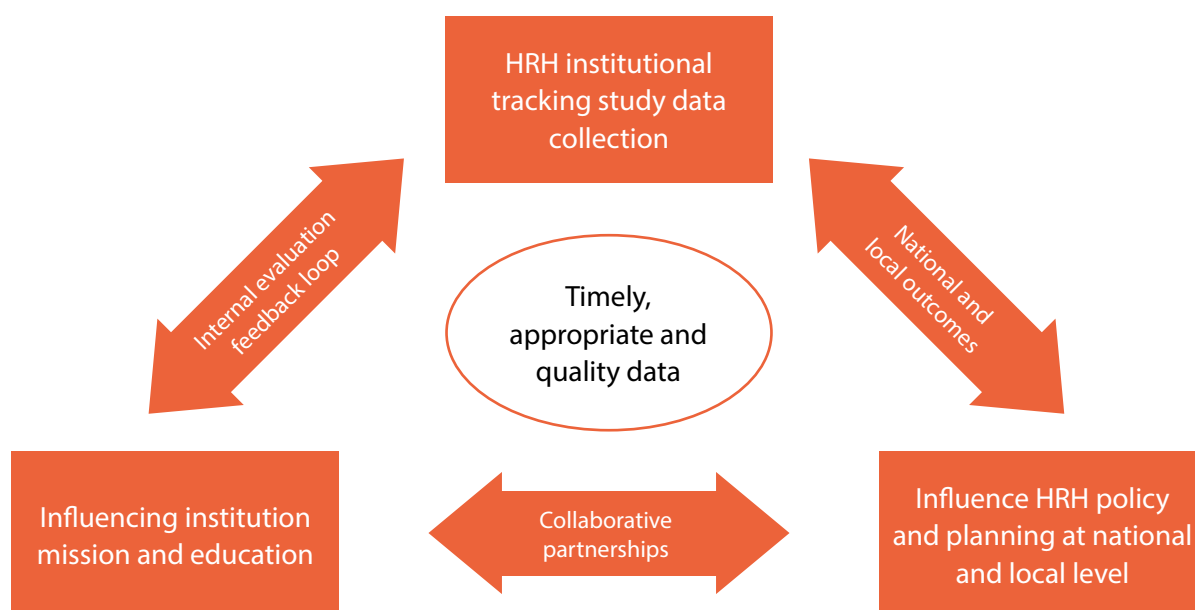 HRH institutional
tracking study data
collection
Internal evaluation
feedback loop
National and
local outcomes
Timely,
appropriate and
quality data
Influencing institution
mission and education
Collaborative
partnerships
Influence HRH policy
and planning at national
and local level